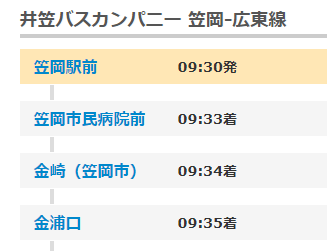 井笠バスカンパニー 笠岡-広東線
笠岡駅前 09:30発
笠岡市民病院前 09:33着
金崎（笠岡市） 09:34着
金浦口 09:35着